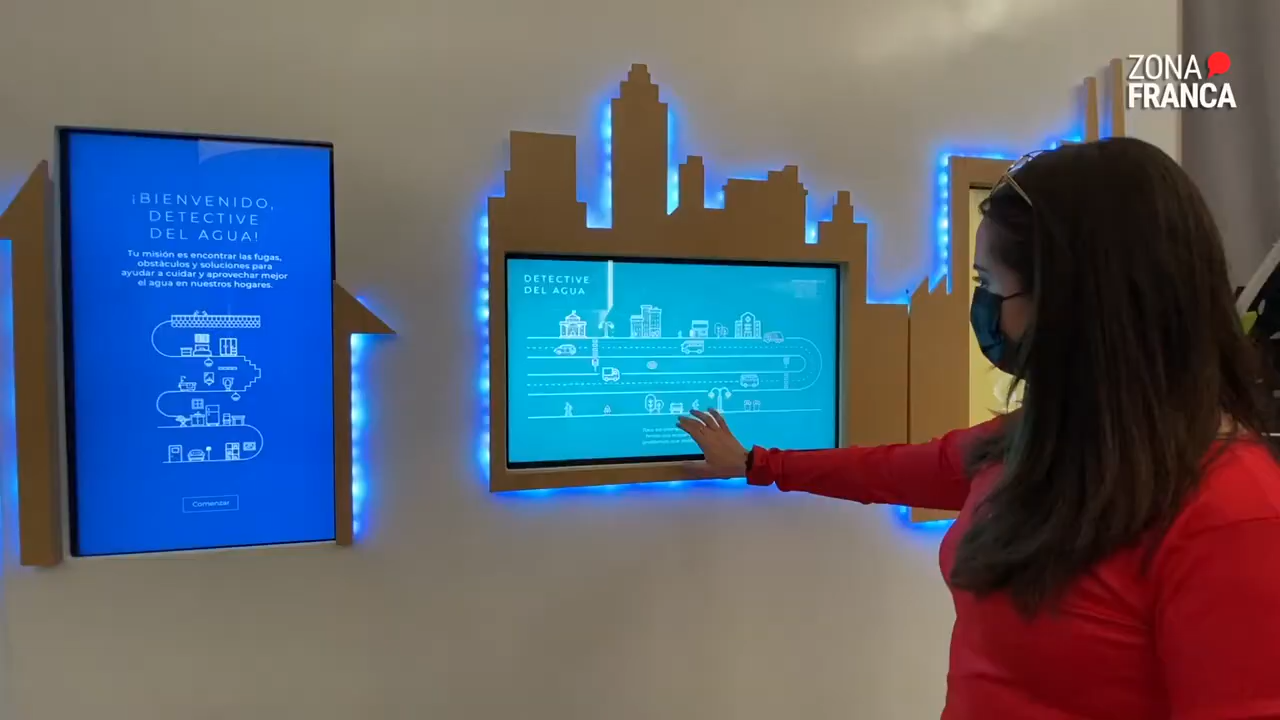 ZONA
FRANCA
¡BIENVENIDO,
DETECTIVE
DEL AGUA!
Tu misión es encontrar las fugas,
obstáculos y soluciones para
ayudar a cuidar y aprovechar mejor
el agua en nuestros hogares.
Comenzar
DETECTIVE
DEL AGUA